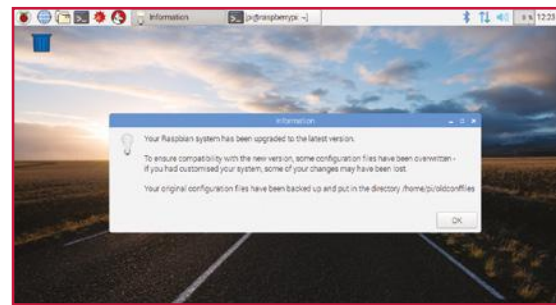 Information pi@raspberrypi: ~ 8 % 12:23
Information
Your Raspbian system has been upgraded to the latest version.
To ensure compatibility with the new version, some configuration files have been overwritten -
if you had customised your system, some of your changes may have been lost.
Your original configuration files have been backed up and put in the directory /home/pi/oldconffiles
OK